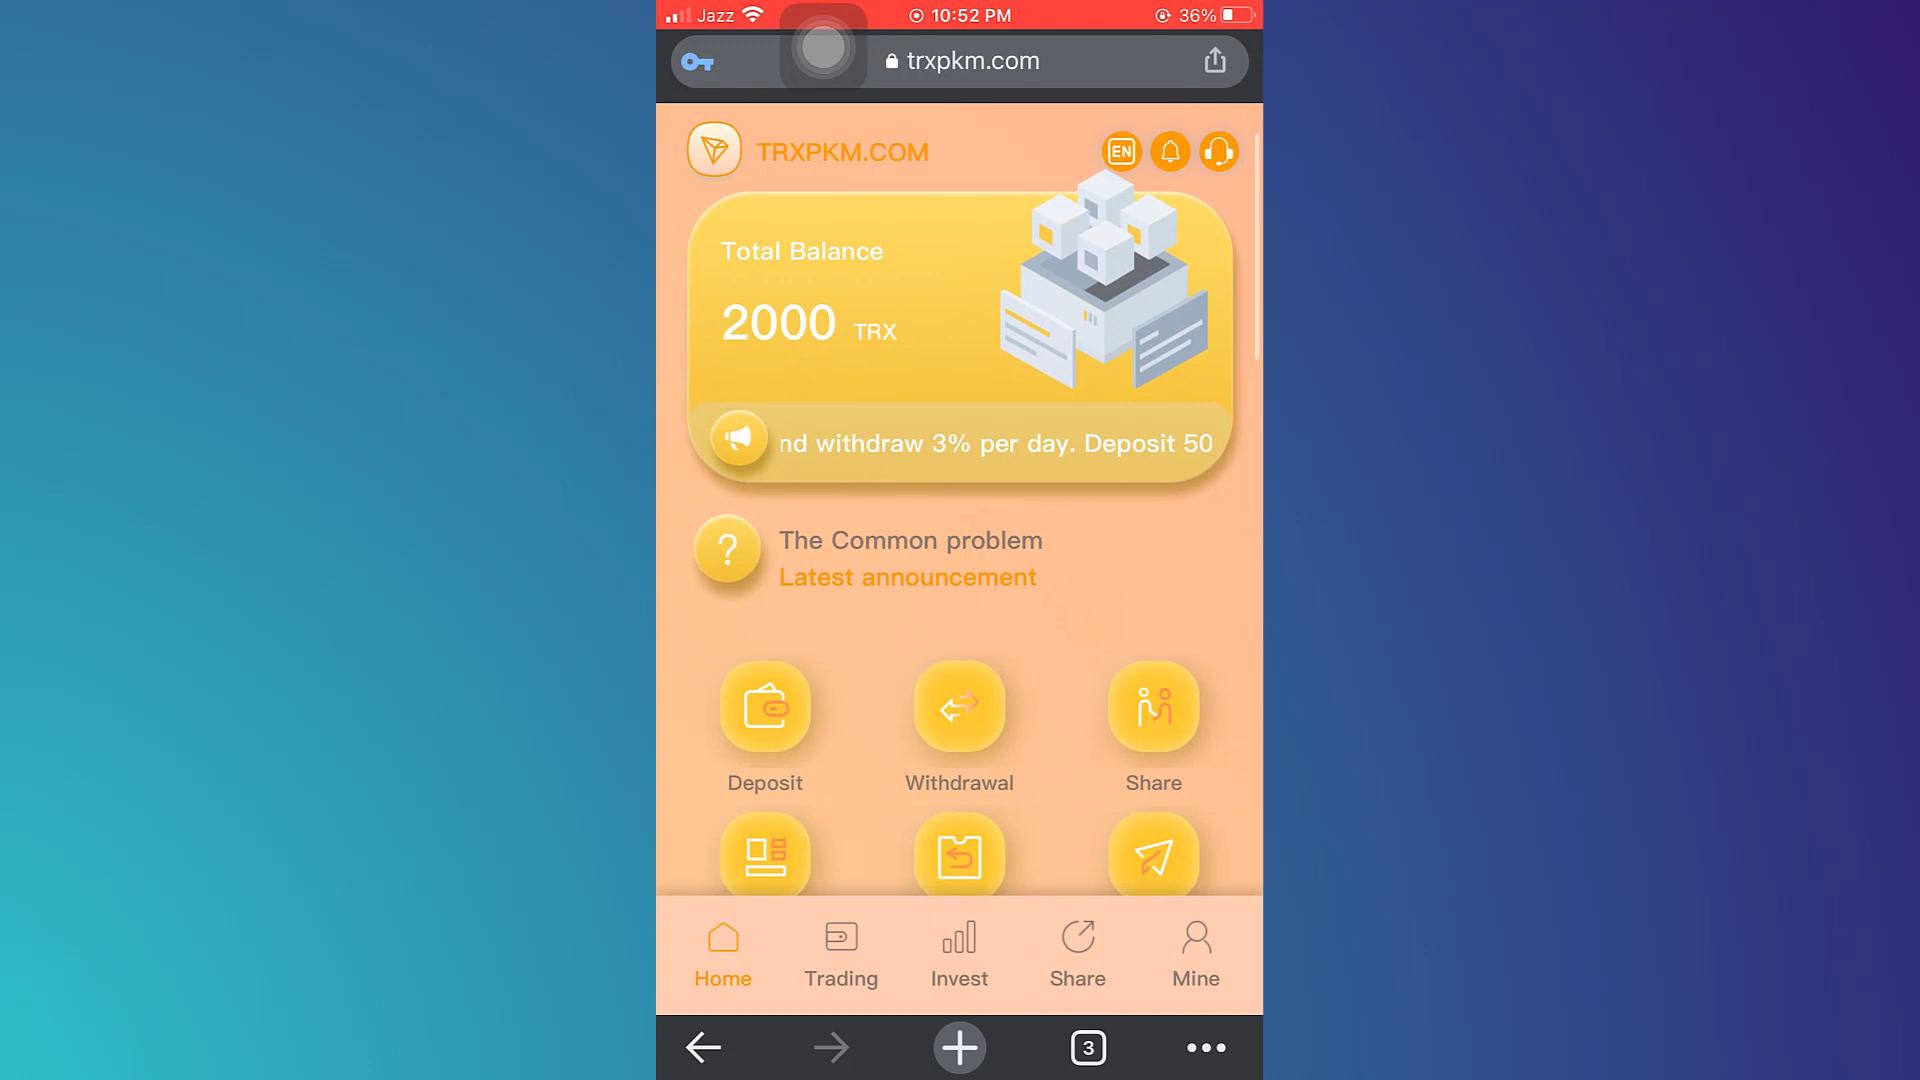 Jazz 10:52 PM 36%
trxpkm.com
TRXPKM.COM EN
Total Balance
2000 TRX
nd withdraw 3% per day. Deposit 50
? The Common problem
Latest announcement
Deposit Withdrawal Share
Home Trading Invest Share Mine
3